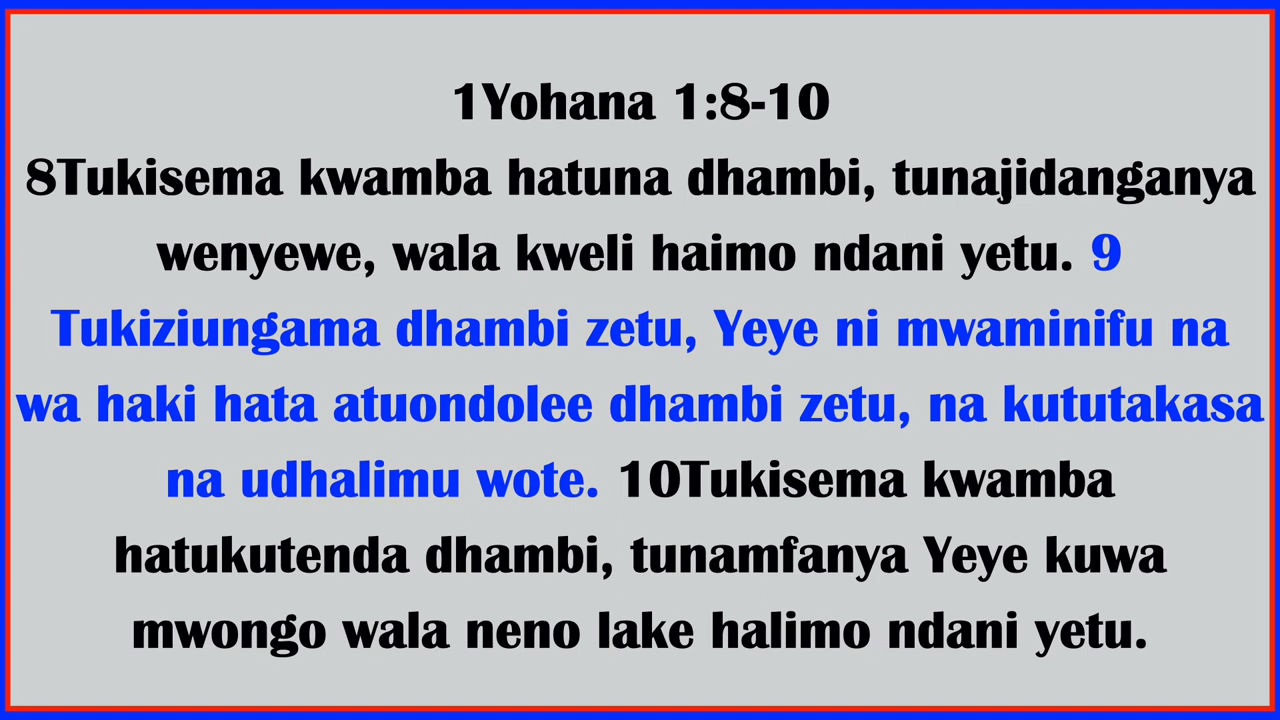 1Yohana 1:8-10
8Tukisema kwamba hatuna dhambi, tunajidanganya
wenyewe, wala kweli haimo ndani yetu. 9
Tukiziungama dhambi zetu, Yeye ni mwaminifu na
wa haki hata atuondolee dhambi zetu, na kututakasa
na udhalimu wote. 10Tukisema kwamba
hatukutenda dhambi, tunamfanya Yeye kuwa
mwongo wala neno lake halimo ndani yetu.